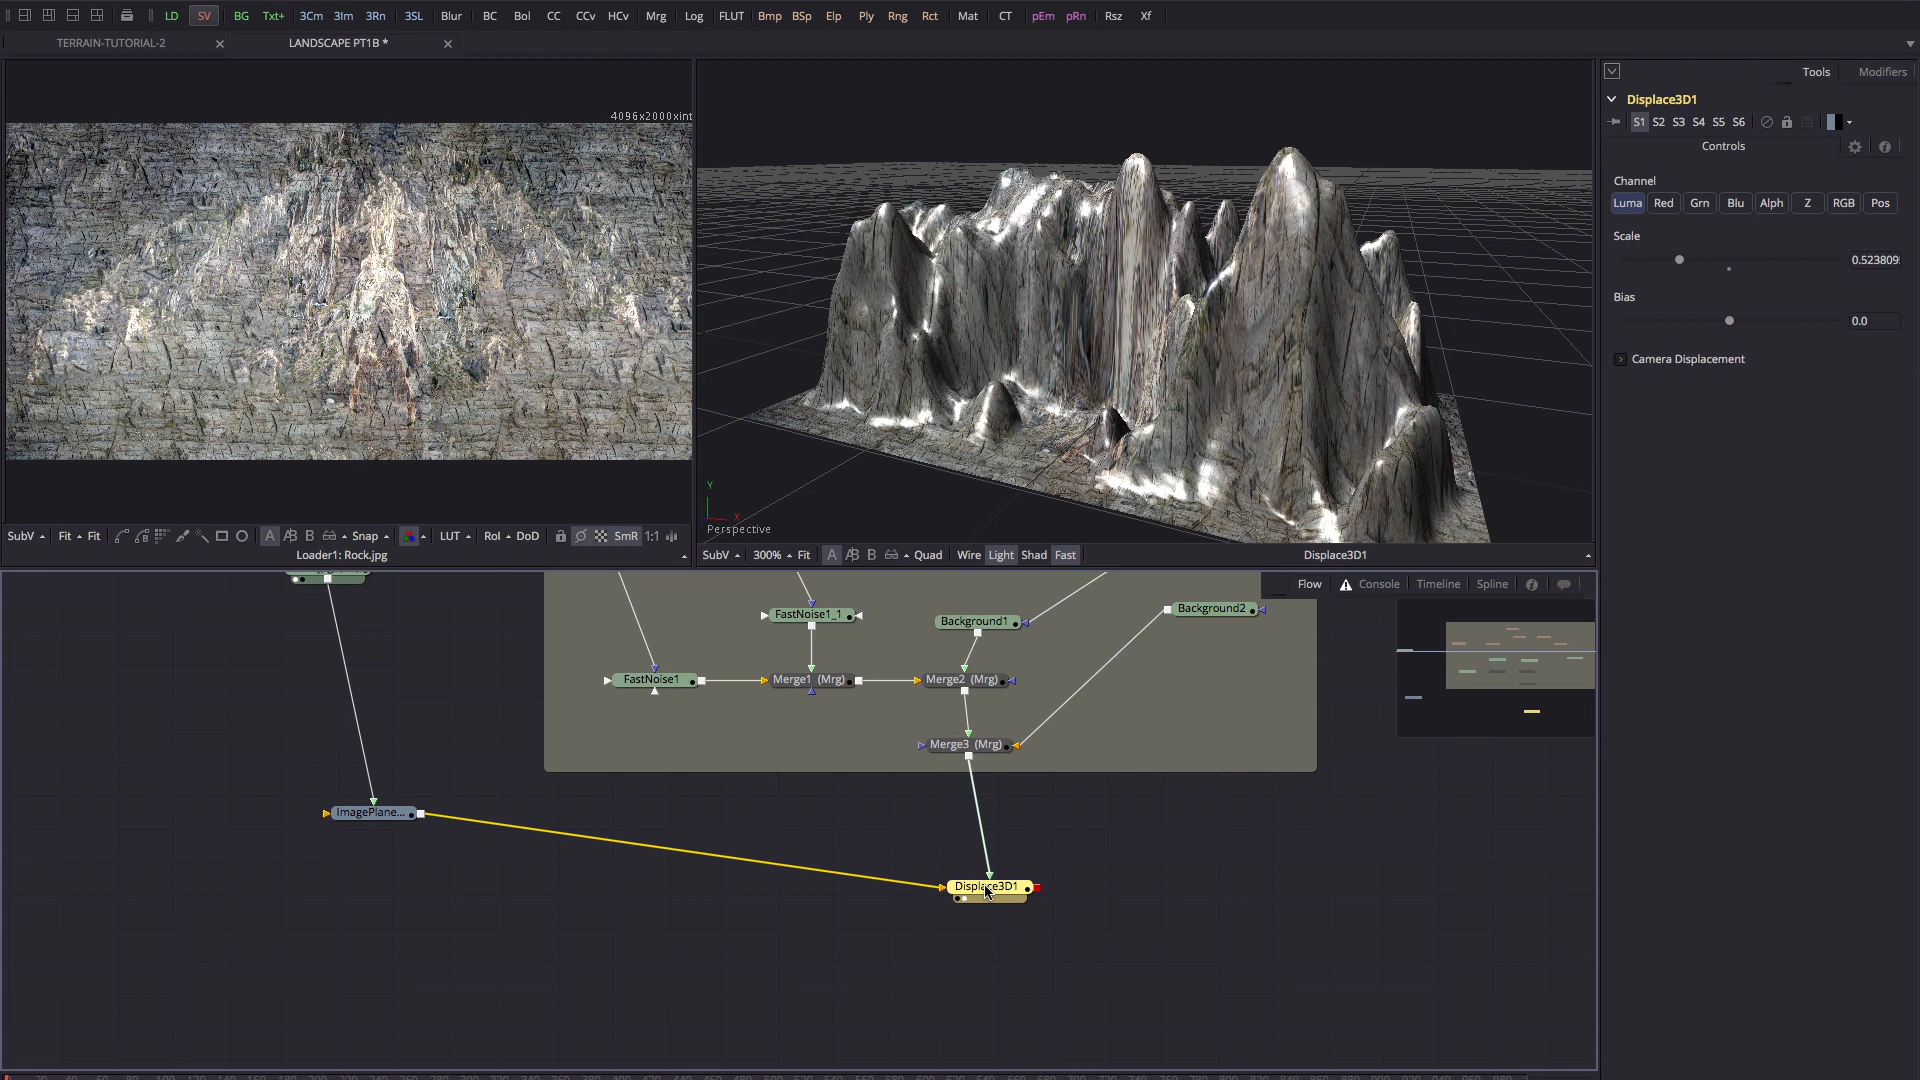 LD SV BG Txt+ 3Cm 3Im 3Rn 3SL Blur BC Bol CC CCv HCv Mrg Log FLUT Bmp BSp Elp Ply Rng Rct Mat CT pEm pRn Rsz Xf
TERRAIN-TUTORIAL-2
LANDSCAPE PT1B *
Tools
Modifiers
Displace3D1
4096x2000xint
S1 S2 S3 S4 S5 S6
Controls
Channel
Luma Red Grn Blu Alph Z RGB Pos
Scale
0.523809
Bias
0.0
Camera Displacement
Y
X
Perspective
SubV Fit Fit A A/B B Snap LUT RoI DoD SmR 1:1
Loader1: Rock.jpg
SubV 300% Fit A A/B B Quad Wire Light Shad Fast
Displace3D1
Flow Console Timeline Spline
FastNoise1_1
Background1
Background2
FastNoise1
Merge1 (Mrg)
Merge2 (Mrg)
Merge3 (Mrg)
ImagePlane...
Displace3D1